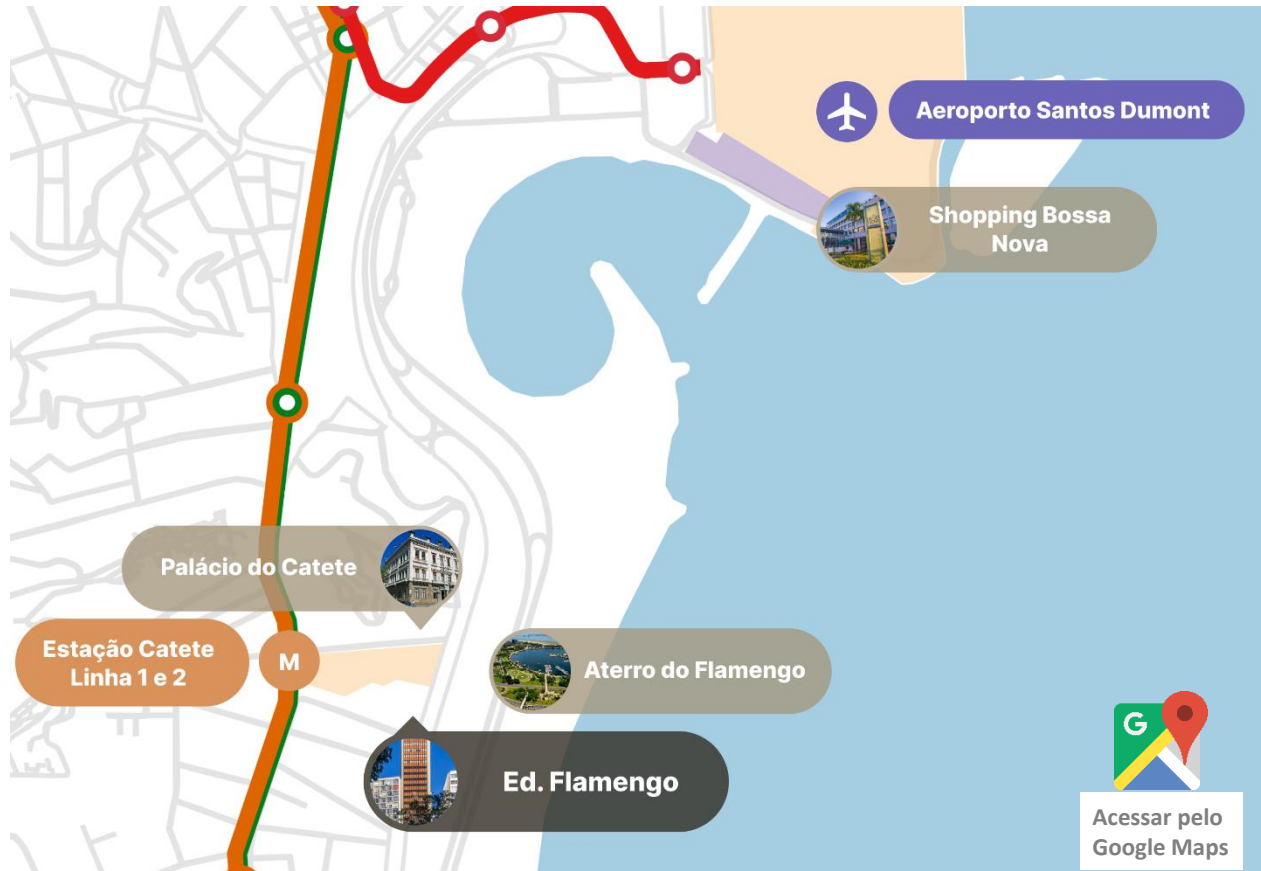 Aeroporto Santos Dumont
Shopping Bossa
Nova
Palácio do Catete
Estação Catete
Linha 1 e 2
M
Aterro do Flamengo
Ed. Flamengo
G
Acessar pelo
Google Maps